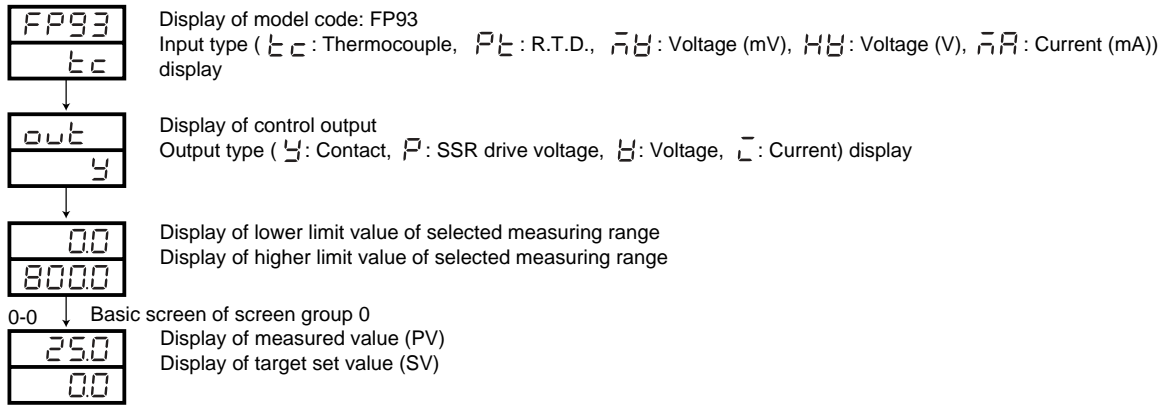 FP93
Display of model code: FP93
tc
Input type ( tc : Thermocouple, Pt : R.T.D., mV : Voltage (mV), HV : Voltage (V), mA : Current (mA))
display
out
Display of control output
Y
Output type ( Y : Contact, P : SSR drive voltage, V : Voltage, I : Current) display
0.0
Display of lower limit value of selected measuring range
800.0
Display of higher limit value of selected measuring range
0-0 Basic screen of screen group 0
25.0
Display of measured value (PV)
0.0
Display of target set value (SV)